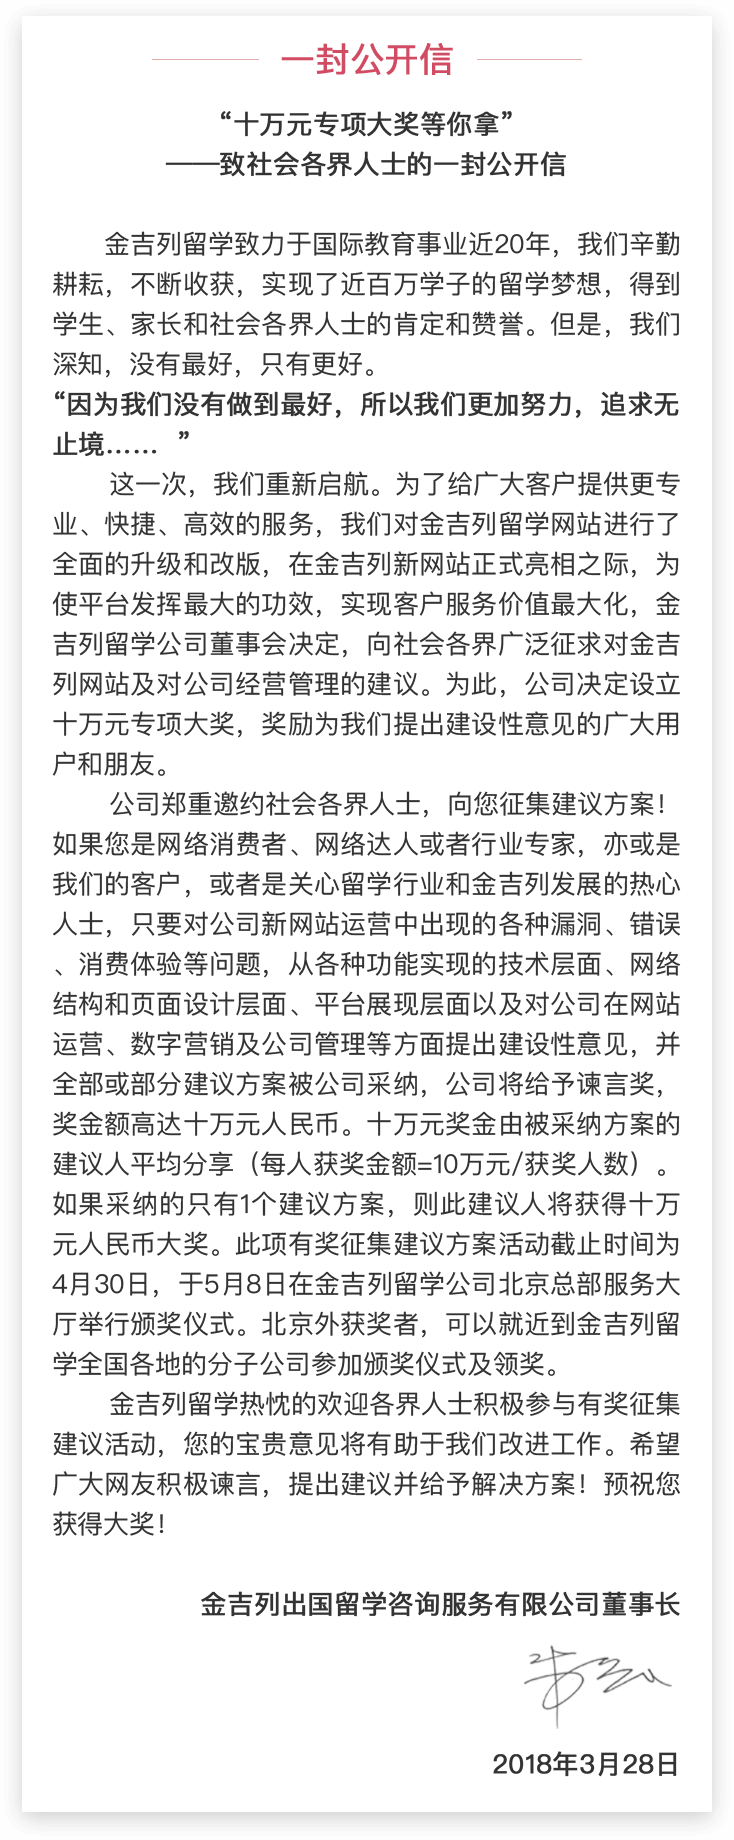 一封公开信
“十万元专项大奖等你拿”
——致社会各界人士的一封公开信
金吉列留学致力于国际教育事业近20年，我们辛勤
耕耘，不断收获，实现了近百万学子的留学梦想，得到
学生、家长和社会各界人士的肯定和赞誉。但是，我们
深知，没有最好，只有更好。
“因为我们没有做到最好，所以我们更加努力，追求无
止境…… ”
这一次，我们重新启航。为了给广大客户提供更专
业、快捷、高效的服务，我们对金吉列留学网站进行了
全面的升级和改版，在金吉列新网站正式亮相之际，为
使平台发挥最大的功效，实现客户服务价值最大化，金
吉列留学公司董事会决定，向社会各界广泛征求对金吉
列网站及对公司经营管理的建议。为此，公司决定设立
十万元专项大奖，奖励为我们提出建设性意见的广大用
户和朋友。
公司郑重邀约社会各界人士，向您征集建议方案！
如果您是网络消费者、网络达人或者行业专家，亦或是
我们的客户，或者是关心留学行业和金吉列发展的热心
人士，只要对公司新网站运营中出现的各种漏洞、错误
、消费体验等问题，从各种功能实现的技术层面、网络
结构和页面设计层面、平台展现层面以及对公司在网站
运营、数字营销及公司管理等方面提出建设性意见，并
全部或部分建议方案被公司采纳，公司将给予谏言奖，
奖金额高达十万元人民币。十万元奖金由被采纳方案的
建议人平均分享（每人获奖金额=10万元/获奖人数）。
如果采纳的只有1个建议方案，则此建议人将获得十万
元人民币大奖。此项有奖征集建议方案活动截止时间为
4月30日，于5月8日在金吉列留学公司北京总部服务大
厅举行颁奖仪式。北京外获奖者，可以就近到金吉列留
学全国各地的分子公司参加颁奖仪式及领奖。
金吉列留学热忱的欢迎各界人士积极参与有奖征集
建议活动，您的宝贵意见将有助于我们改进工作。希望
广大网友积极谏言，提出建议并给予解决方案！预祝您
获得大奖！
金吉列出国留学咨询服务有限公司董事长
2018年3月28日